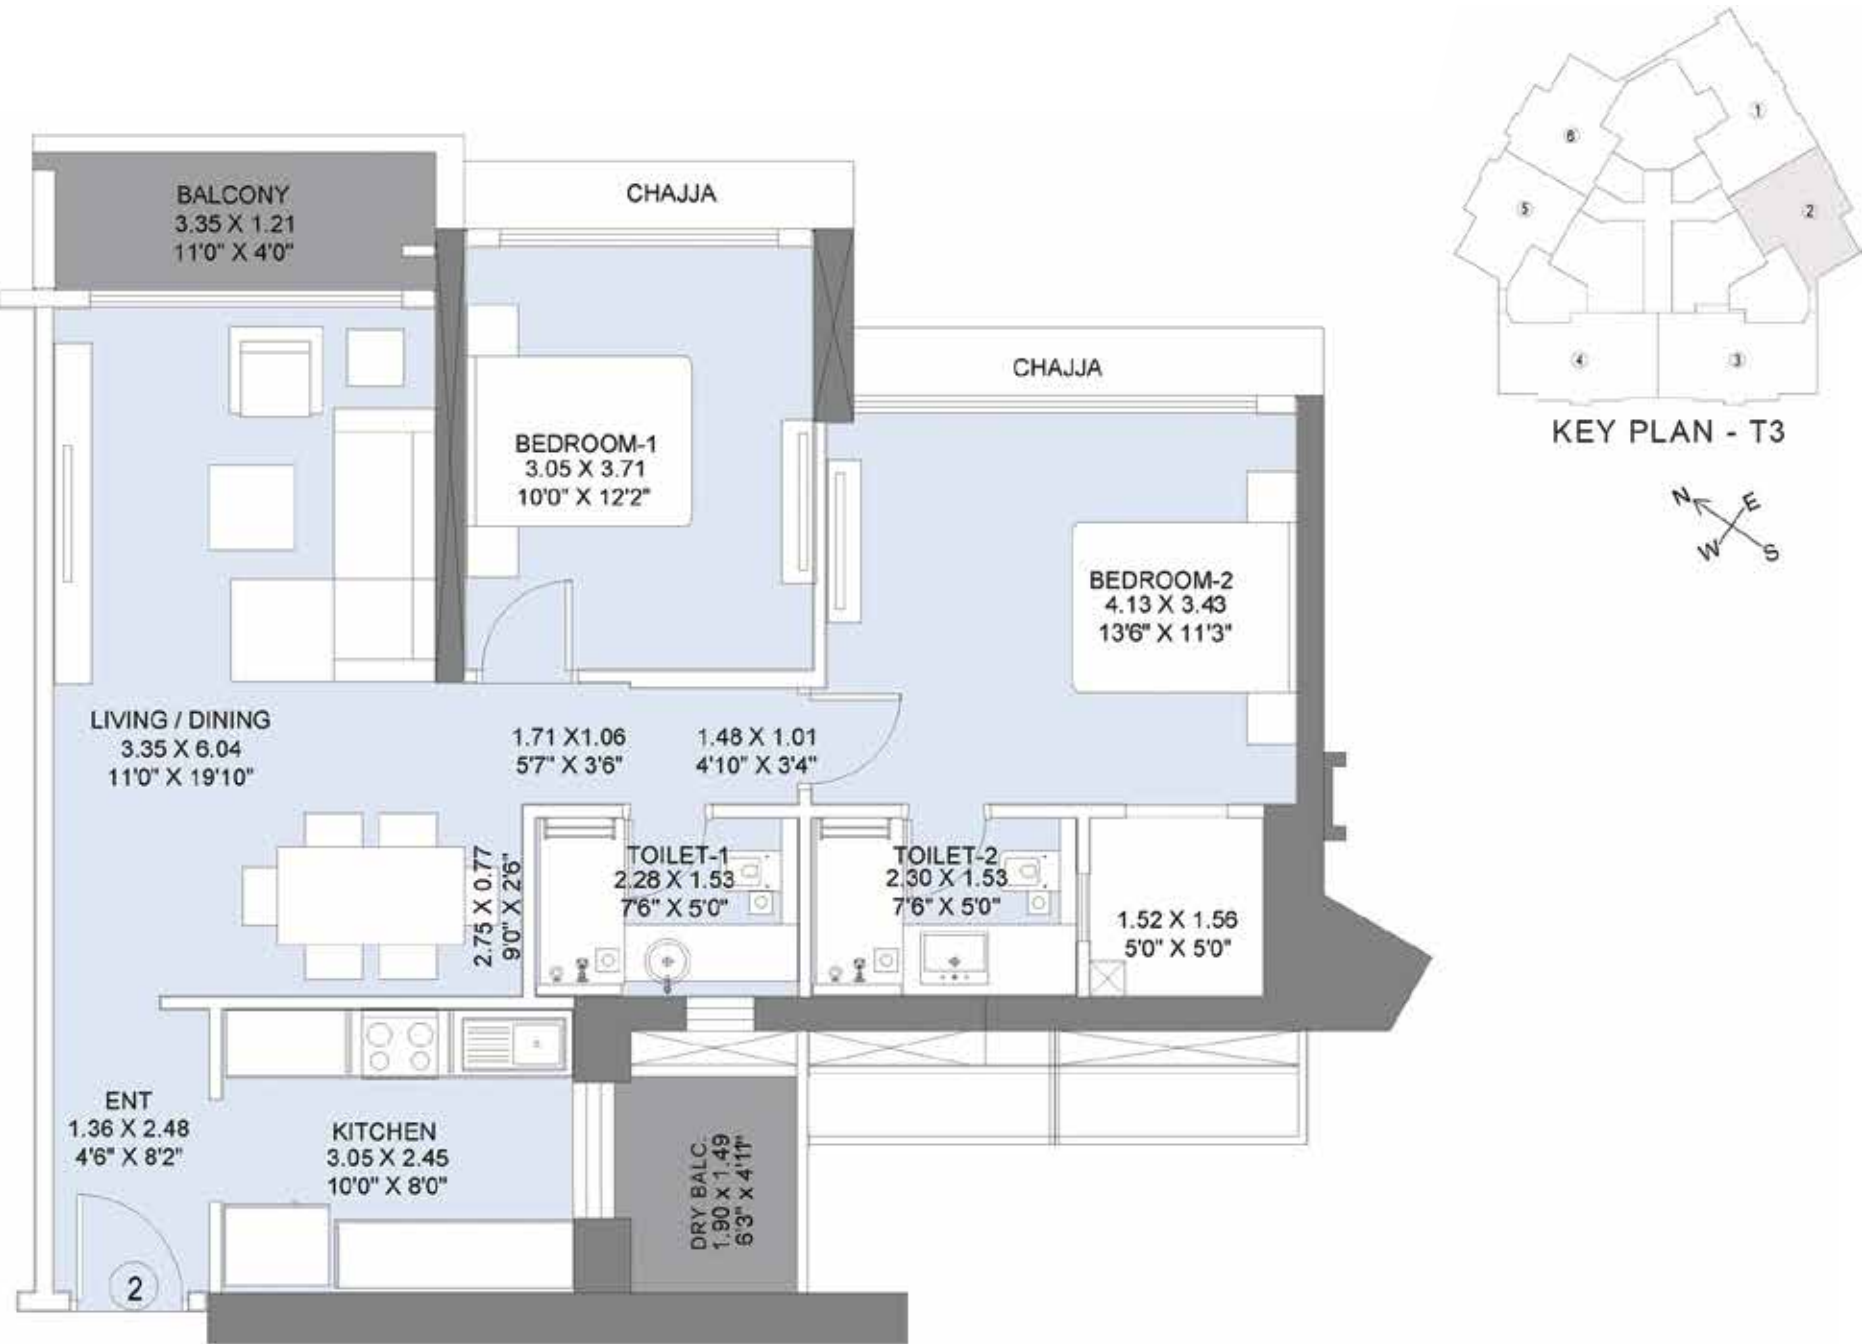 BALCONY
3.35 X 1.21
11'0" X 4'0"
CHAJJA
CHAJJA
BEDROOM-1
3.05 X 3.71
10'0" X 12'2"
BEDROOM-2
4.13 X 3.43
13'6" X 11'3"
LIVING / DINING
3.35 X 6.04
11'0" X 19'10"
1.71 X1.06
5'7" X 3'6"
1.48 X 1.01
4'10" X 3'4"
2.75 X 0.77
9'0" X 2'6"
TOILET-1
2.28 X 1.53
7'6" X 5'0"
TOILET-2
2.30 X 1.53
7'6" X 5'0"
1.52 X 1.56
5'0" X 5'0"
ENT
1.36 X 2.48
4'6" X 8'2"
KITCHEN
3.05 X 2.45
10'0" X 8'0"
DRY BALC.
1.90 X 1.49
6'3" X 4'11"
2
1
2
3
4
5
6
KEY PLAN - T3
N
E
W
S